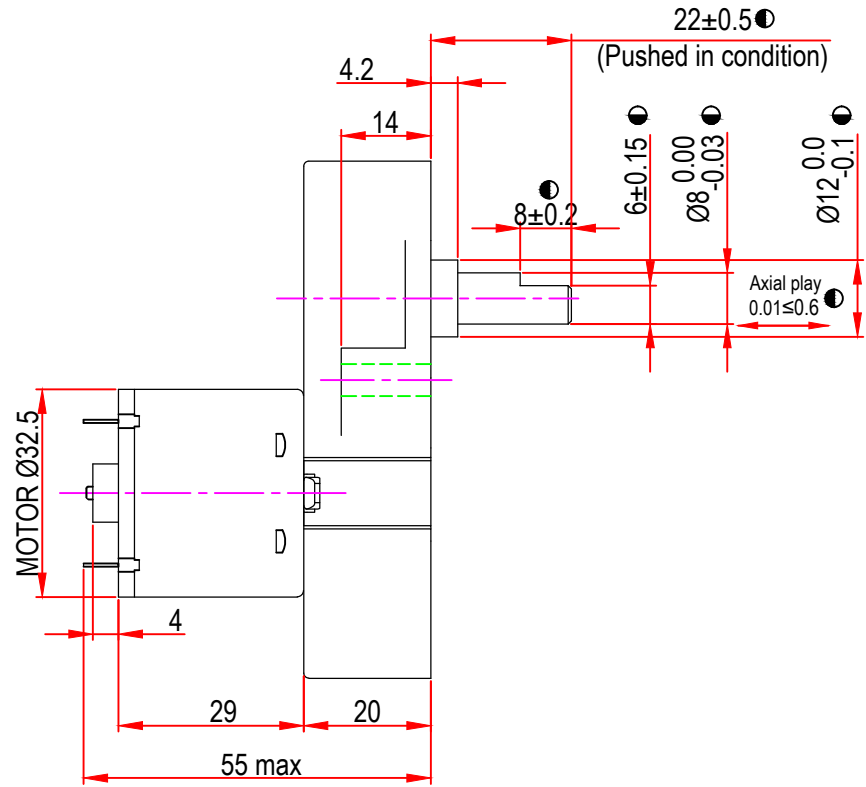 22±0.5
(Pushed in condition)
4.2
14
8±0.2
6±0.15
Ø8 0.00
-0.03
Ø12 0.0
-0.1
Axial play
0.01≤0.6
MOTOR Ø32.5
4
29
20
55 max